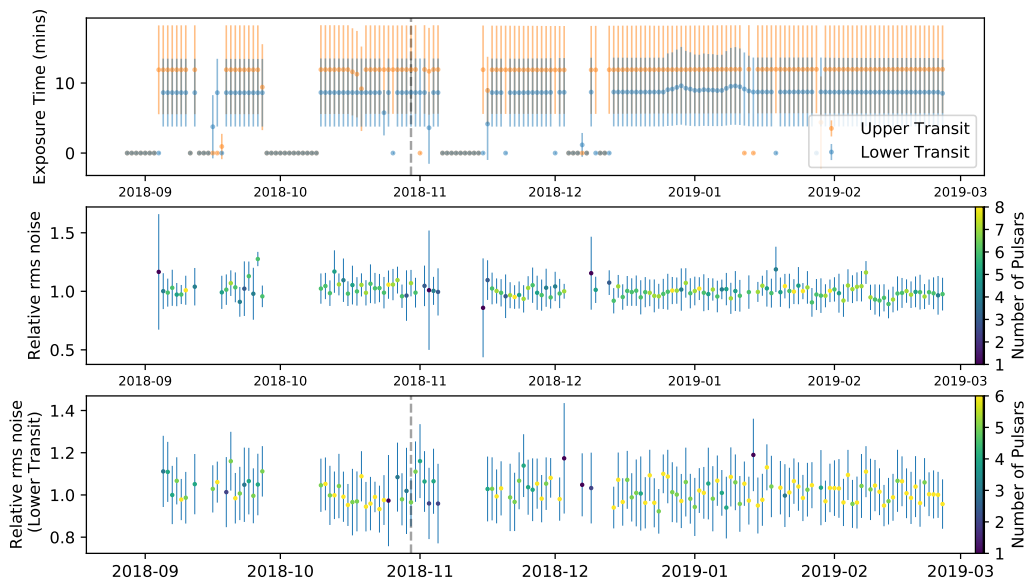 Exposure Time (mins)
10
0
Upper Transit
Lower Transit
2018-09 2018-10 2018-11 2018-12 2019-01 2019-02 2019-03
Relative rms noise
1.5
1.0
0.5
2018-09 2018-10 2018-11 2018-12 2019-01 2019-02 2019-03
8
7
6
5
4
3
2
1
Number of Pulsars
Relative rms noise
(Lower Transit)
1.4
1.2
1.0
0.8
2018-09 2018-10 2018-11 2018-12 2019-01 2019-02 2019-03
6
5
4
3
2
1
Number of Pulsars